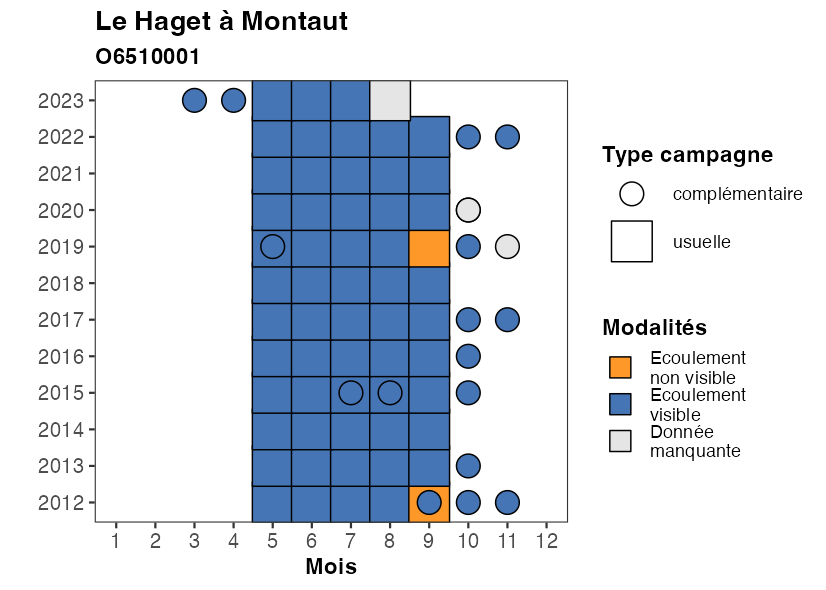 Le Haget à Montaut
O6510001
2023
2022
2021
2020
2019
2018
2017
2016
2015
2014
2013
2012
1 2 3 4 5 6 7 8 9 10 11 12
Mois
Type campagne
complémentaire
usuelle
Modalités
Ecoulement
non visible
Ecoulement
visible
Donnée
manquante